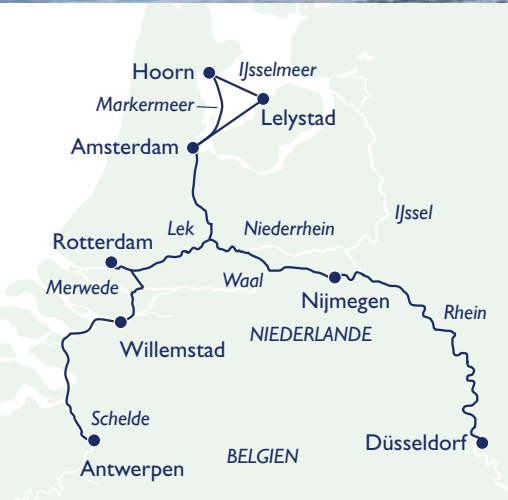 Hoorn
IJsselmeer
Markermeer
Lelystad
Amsterdam
IJssel
Lek
Niederrhein
Rotterdam
Merwede
Waal
Nijmegen
Rhein
NIEDERLANDE
Willemstad
Schelde
Düsseldorf
BELGIEN
Antwerpen